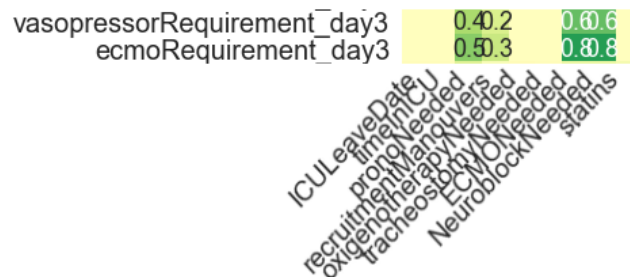 vasopressorRequirement_day3 0.4 0.2 0.6 0.6
ecmoRequirement_day3 0.5 0.3 0.8 0.8
ICULeaveDate
timeInICU
pronoNeeded
recruitmentManouvers
oxigenotherapyNeeded
tracheostomyNeeded
ECMONeeded
NeuroblockNeeded
statins